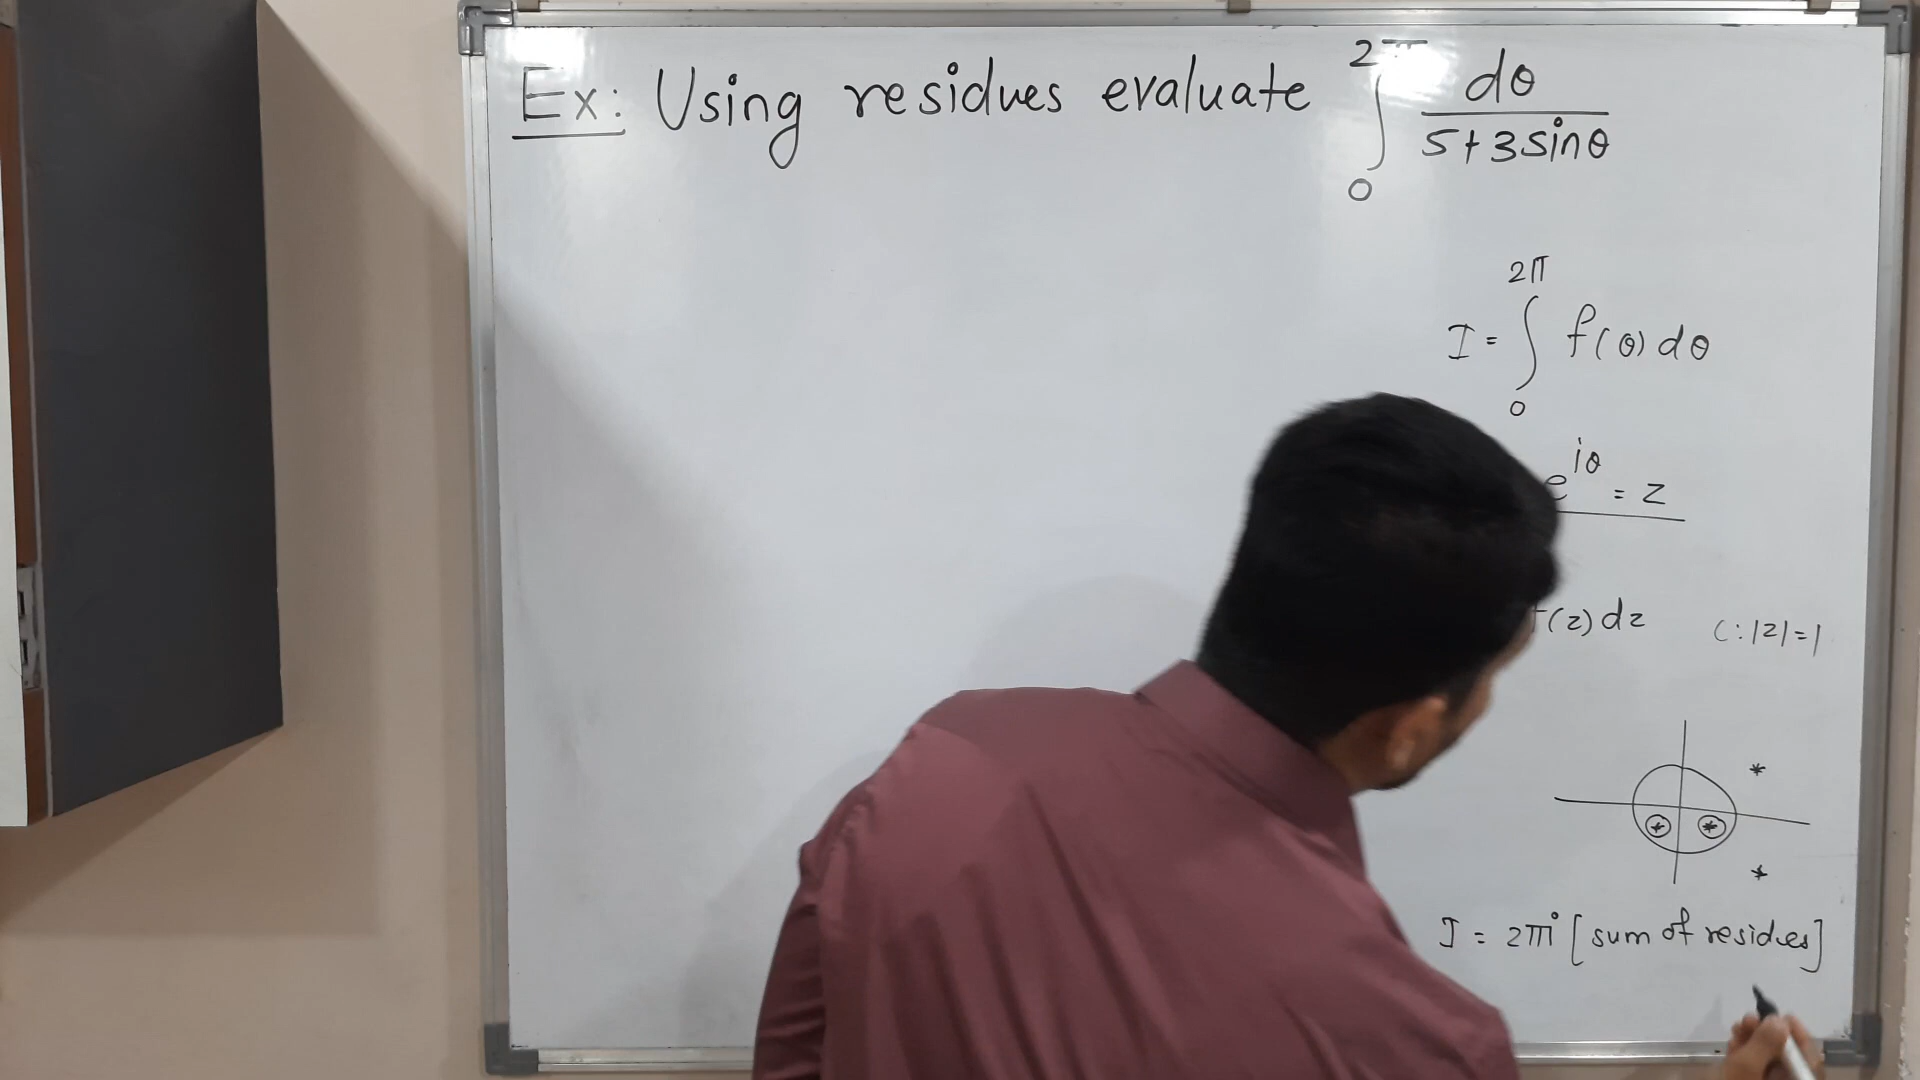 Ex: Using residues evaluate ∫₀^2π dθ / (5+3sinθ)
I = ∫₀^2π f(θ) dθ
e^iθ = z
f(z) dz C: |z|=1
I = 2πi [sum of residues]